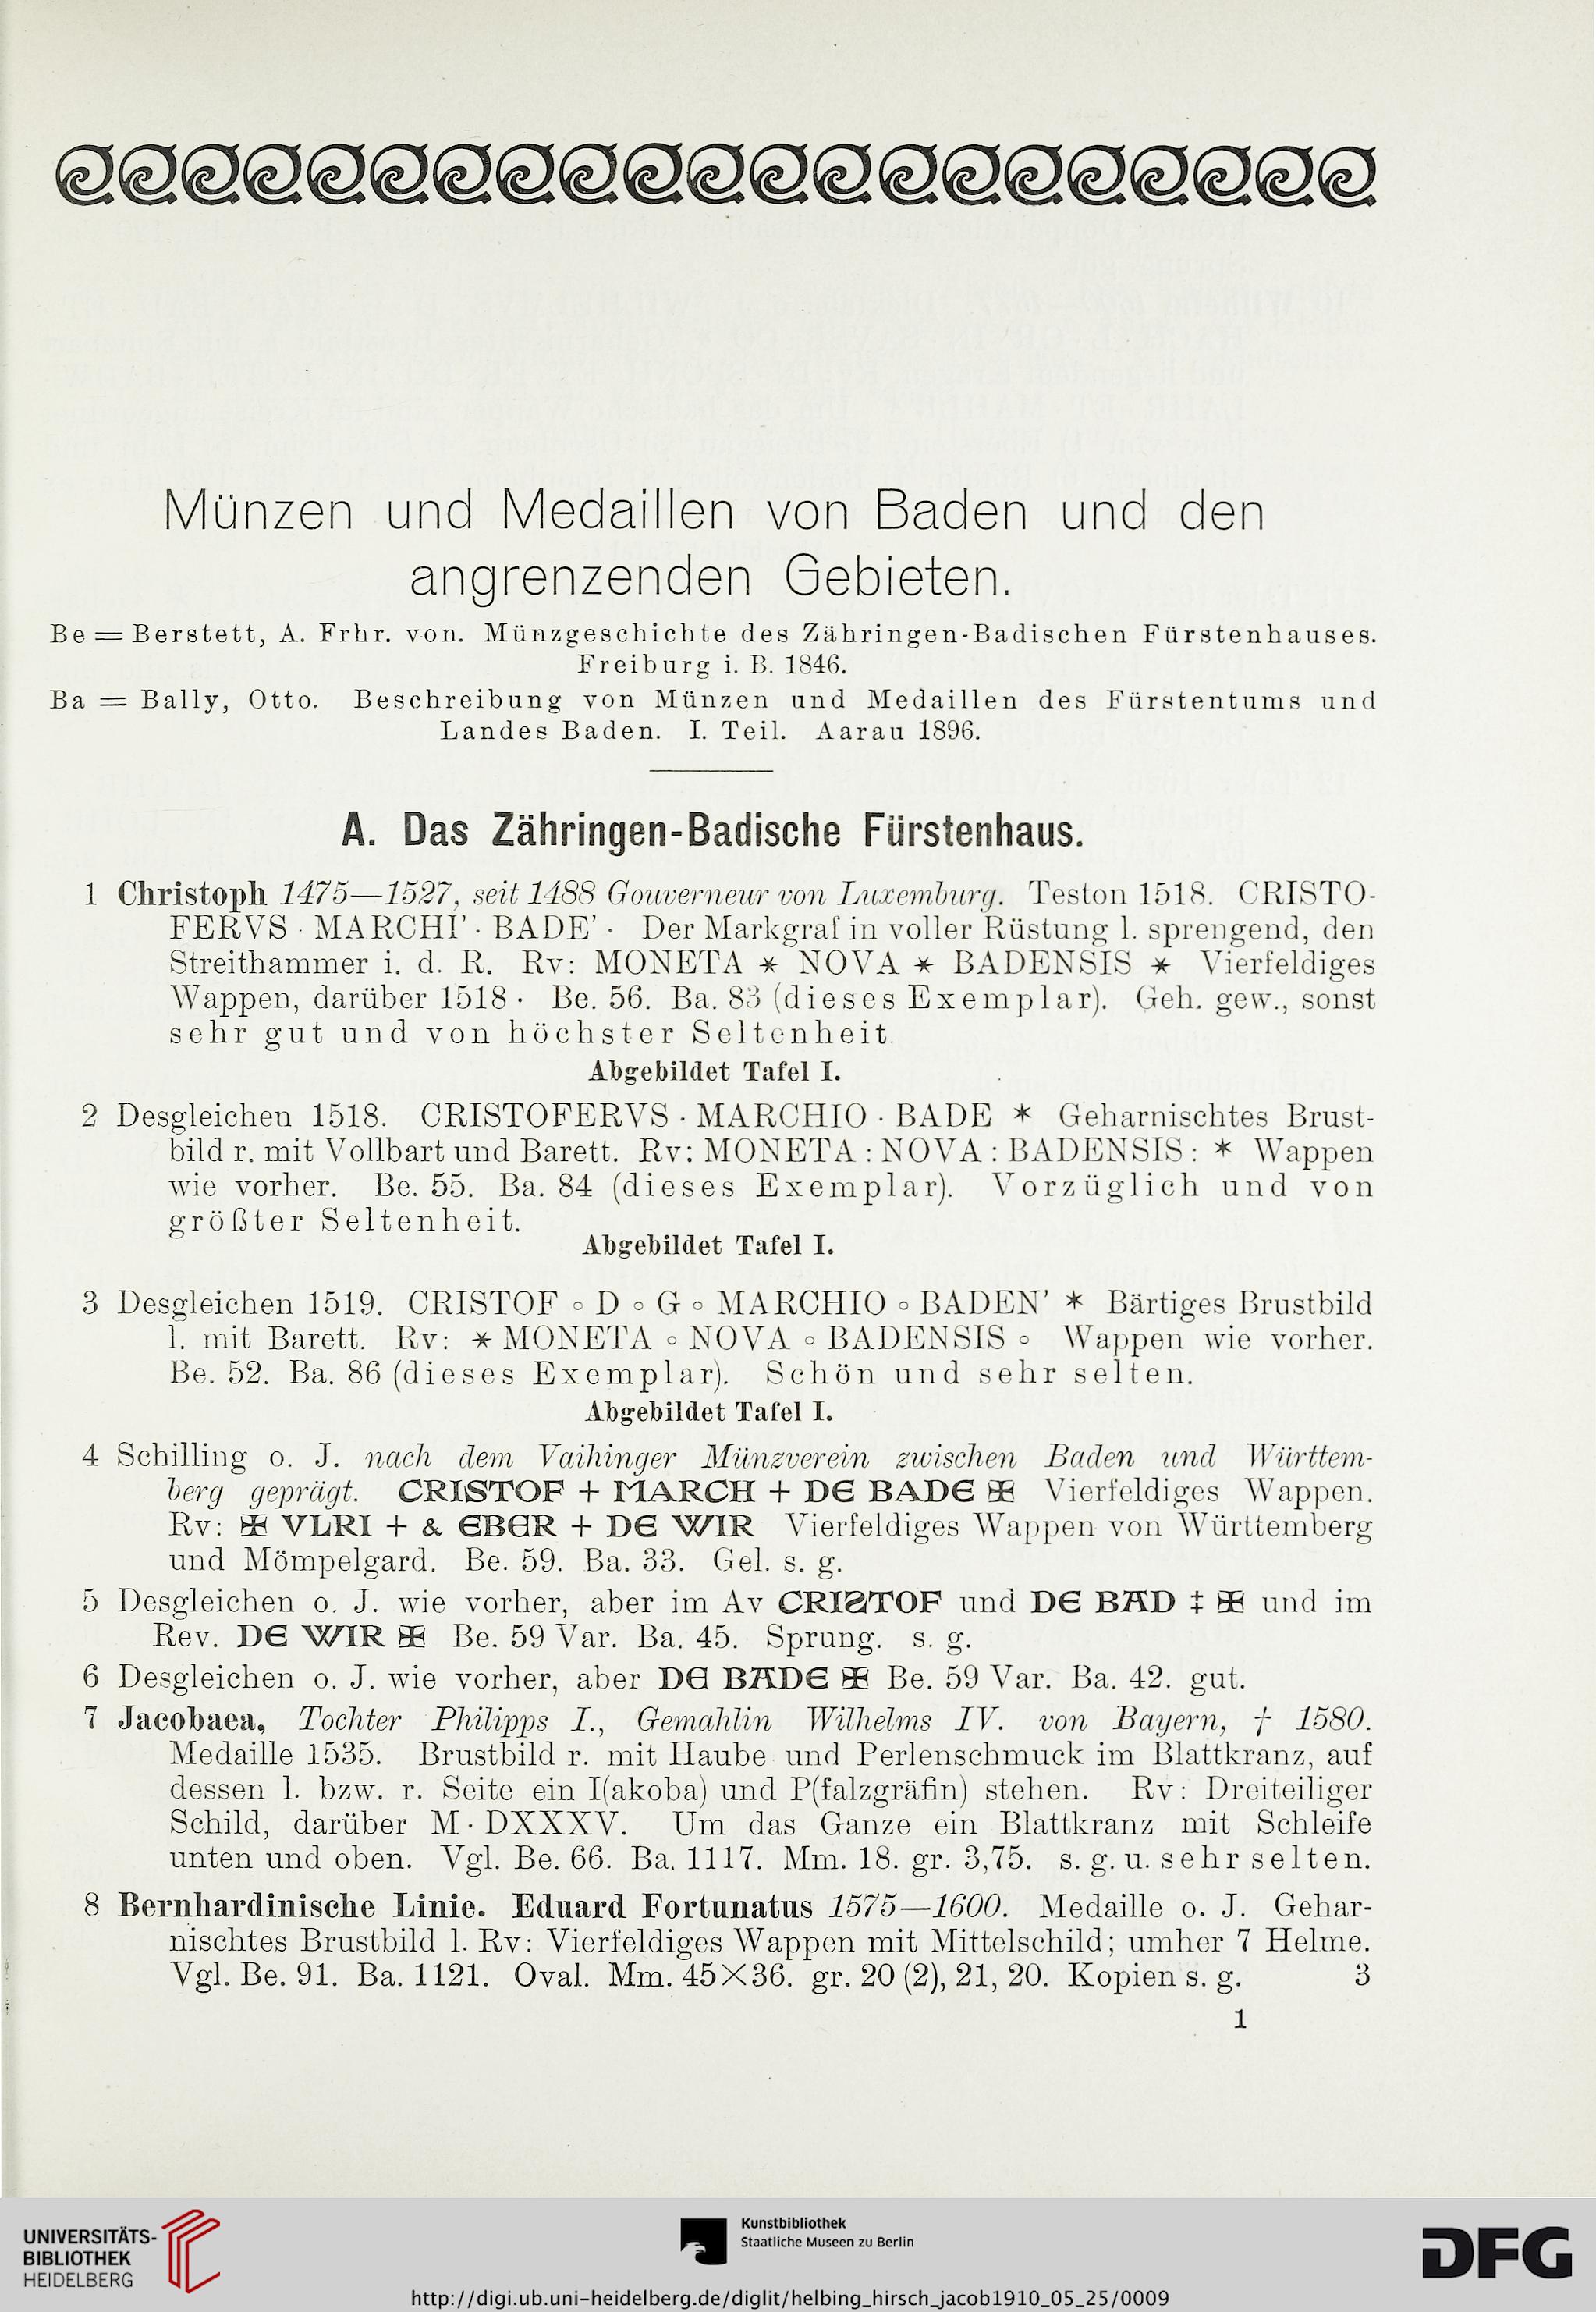 Münzen und Medaillen von Baden und den
angrenzenden Gebieten.
Be = Berstett, A. Frhr. von. Münzgeschichte des Zähringen-Badischen Fürstenhauses.
Freiburg i. B. 1846.
Ba = Bally, Otto. Beschreibung von Münzen und Medaillen des Fürstentums und
Landes Baden. I. Teil. Aarau 1896.
A. Das Zähringen-Badische Fürstenhaus.
1 Christoph 1475—1527, seit 1488 Gouverneur von Luxemburg. Teston 1518. CRISTO-
FERVS · MARCHI' · BADE' · Der Markgraf in voller Rüstung l. sprengend, den
Streithammer i. d. R. Rv: MONETA * NOVA * BADENSIS * Vierfeldiges
Wappen, darüber 1518 · Be. 56. Ba. 83 (dieses Exemplar). Geh. gew., sonst
sehr gut und von höchster Seltenheit.
Abgebildet Tafel I.
2 Desgleichen 1518. CRISTOFERVS · MARCHIO · BADE * Geharnischtes Brust-
bild r. mit Vollbart und Barett. Rv: MONETA : NOVA : BADENSIS : * Wappen
wie vorher. Be. 55. Ba. 84 (dieses Exemplar). Vorzüglich und von
größter Seltenheit.
Abgebildet Tafel I.
3 Desgleichen 1519. CRISTOF ∘ D ∘ G ∘ MARCHIO ∘ BADEN' * Bärtiges Brustbild
l. mit Barett. Rv: * MONETA ∘ NOVA ∘ BADENSIS ∘ Wappen wie vorher.
Be. 52. Ba. 86 (dieses Exemplar). Schön und sehr selten.
Abgebildet Tafel I.
4 Schilling o. J. nach dem Vaihinger Münzverein zwischen Baden und Württem-
berg geprägt. CRISTOF + MARCH + DE BADE ✠ Vierfeldiges Wappen.
Rv: ✠ VLRI + & EBER + DE WIR Vierfeldiges Wappen von Württemberg
und Mömpelgard. Be. 59. Ba. 33. Gel. s. g.
5 Desgleichen o. J. wie vorher, aber im Av CRISTOF und DE BAD ‡ ✠ und im
Rev. DE WIR ✠ Be. 59 Var. Ba. 45. Sprung. s. g.
6 Desgleichen o. J. wie vorher, aber DE BADE ✠ Be. 59 Var. Ba. 42. gut.
7 Jacobaea, Tochter Philipps I., Gemahlin Wilhelms IV. von Bayern, † 1580.
Medaille 1535. Brustbild r. mit Haube und Perlenschmuck im Blattkranz, auf
dessen l. bzw. r. Seite ein I(akoba) und P(falzgräfin) stehen. Rv: Dreiteiliger
Schild, darüber M · DXXXV. Um das Ganze ein Blattkranz mit Schleife
unten und oben. Vgl. Be. 66. Ba. 1117. Mm. 18. gr. 3,75. s. g. u. sehr selten.
8 Bernhardinische Linie. Eduard Fortunatus 1575—1600. Medaille o. J. Gehar-
nischtes Brustbild l. Rv: Vierfeldiges Wappen mit Mittelschild; umher 7 Helme.
Vgl. Be. 91. Ba. 1121. Oval. Mm. 45×36. gr. 20 (2), 21, 20. Kopien s. g. 3
1
UNIVERSITÄTS-
BIBLIOTHEK
HEIDELBERG
Kunstbibliothek
Staatliche Museen zu Berlin
DFG
http://digi.ub.uni-heidelberg.de/diglit/helbing_hirsch_jacob1910_05_25/0009